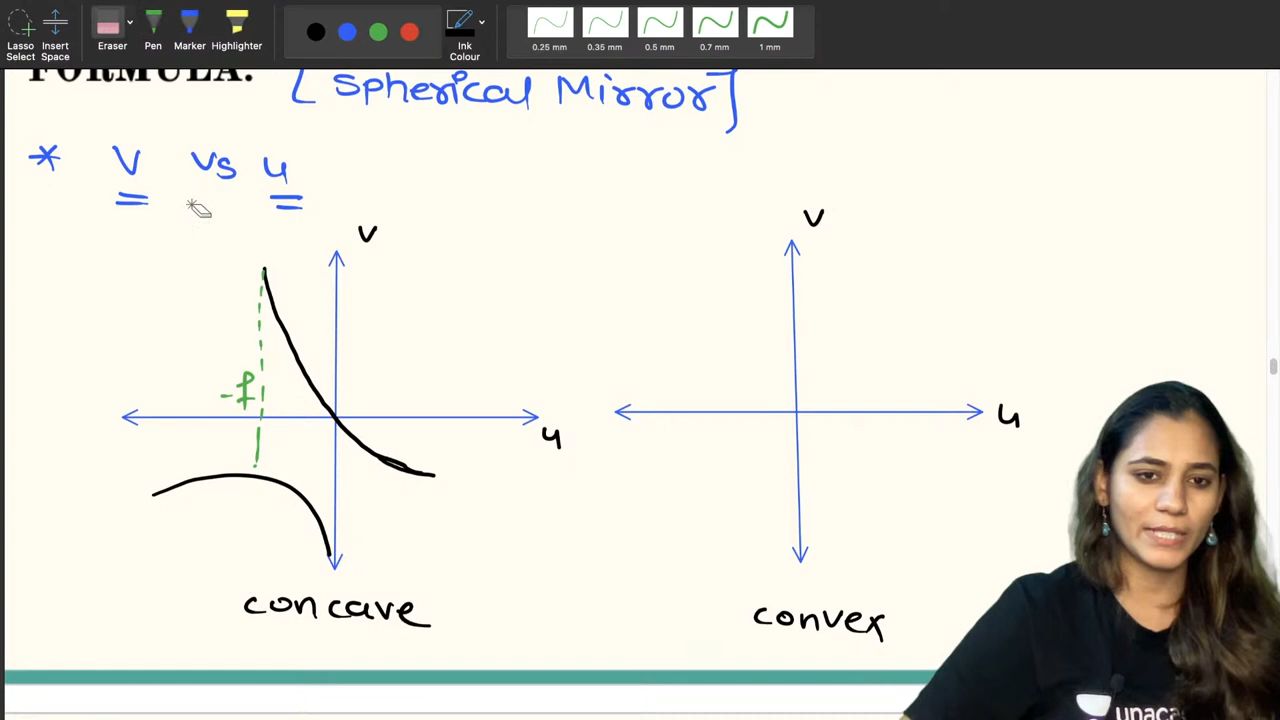 Lasso Select
Insert Space
Eraser
Pen
Marker
Highlighter
Ink Colour
0.25 mm
0.35 mm
0.5 mm
0.7 mm
1 mm
FORMULA:
[Spherical Mirror]
* V vs u
v
-f
u
concave
v
u
convex
unaca